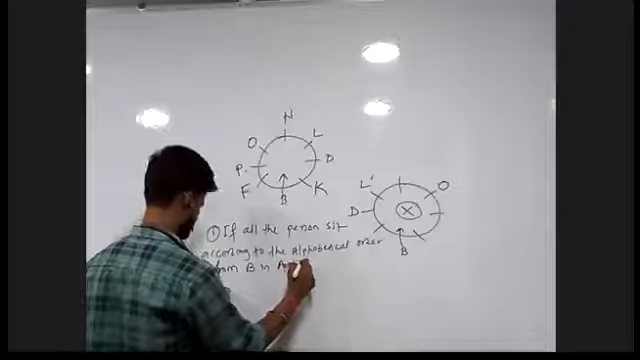 N
O L
P. D
F K
B
L' O
D X
B
① If all the person sit
according to the Alphabetical order
from B in A